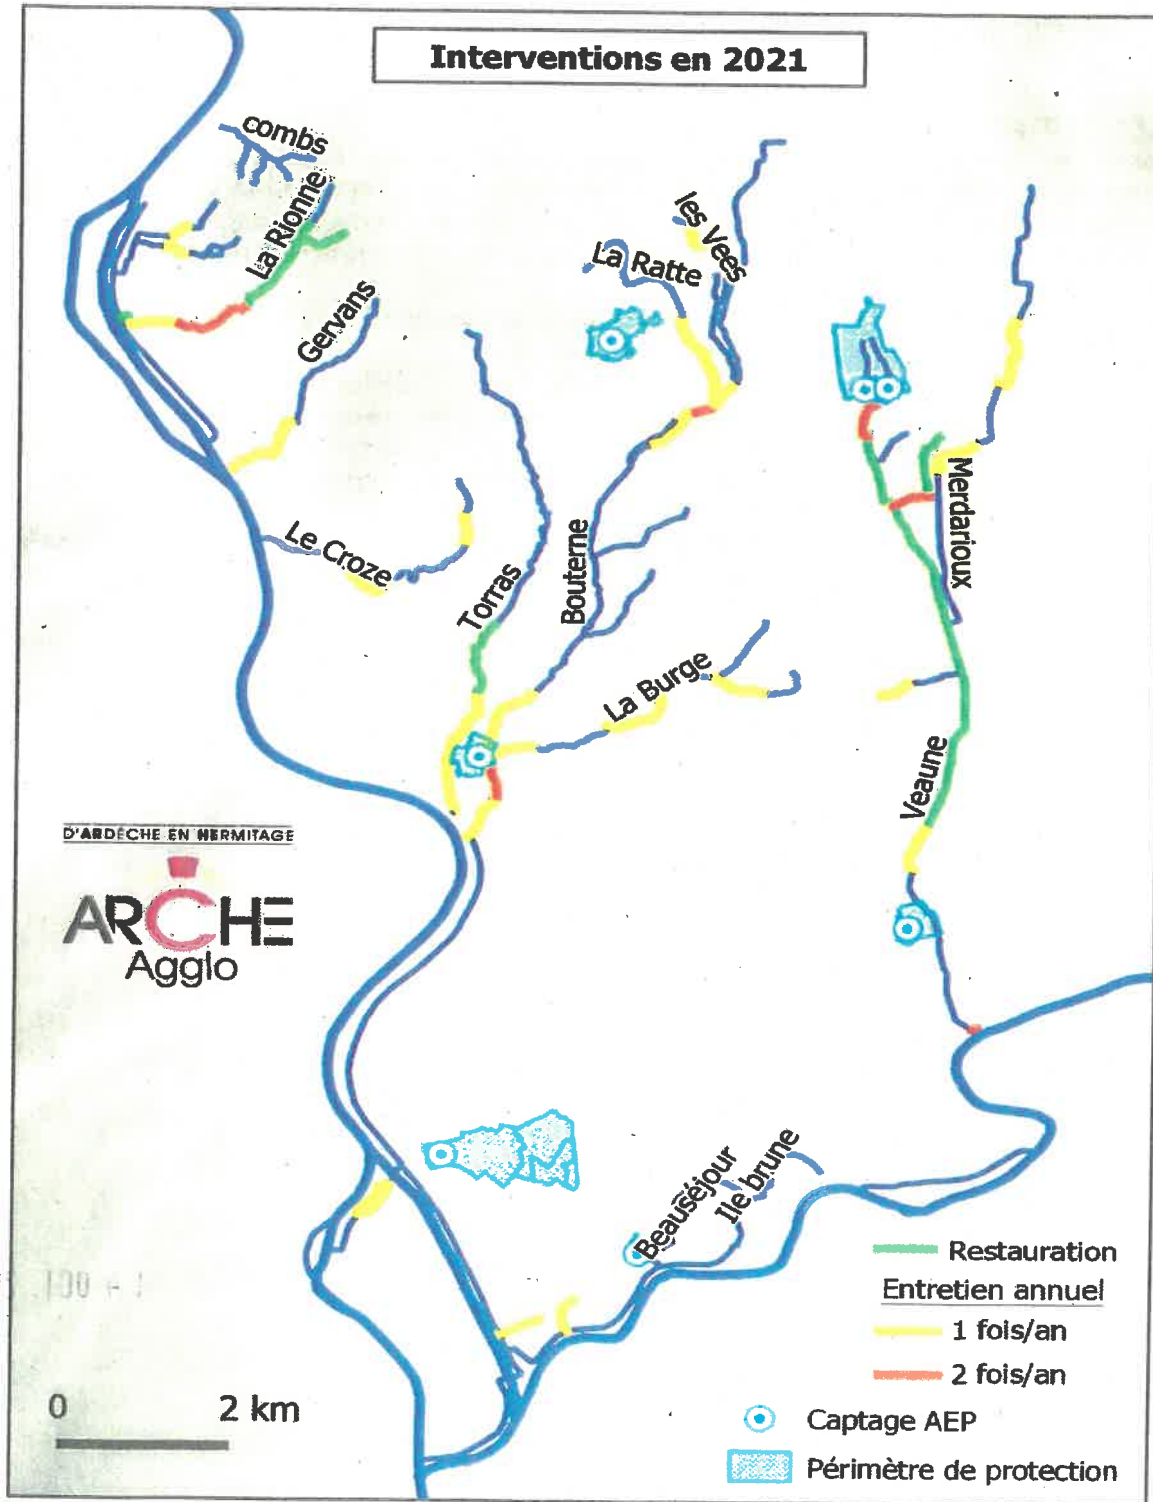 Interventions en 2021
combs
La Rionne
Gervans
les Vees
La Ratte
Le Croze
Torras
Bouterne
Merdarioux
La Burge
Veaune
D'ARDÈCHE EN HERMITAGE
ARCHE
Agglo
Beauséjour
Ile brune
Restauration
Entretien annuel
1 fois/an
2 fois/an
0 2 km
Captage AEP
Périmètre de protection